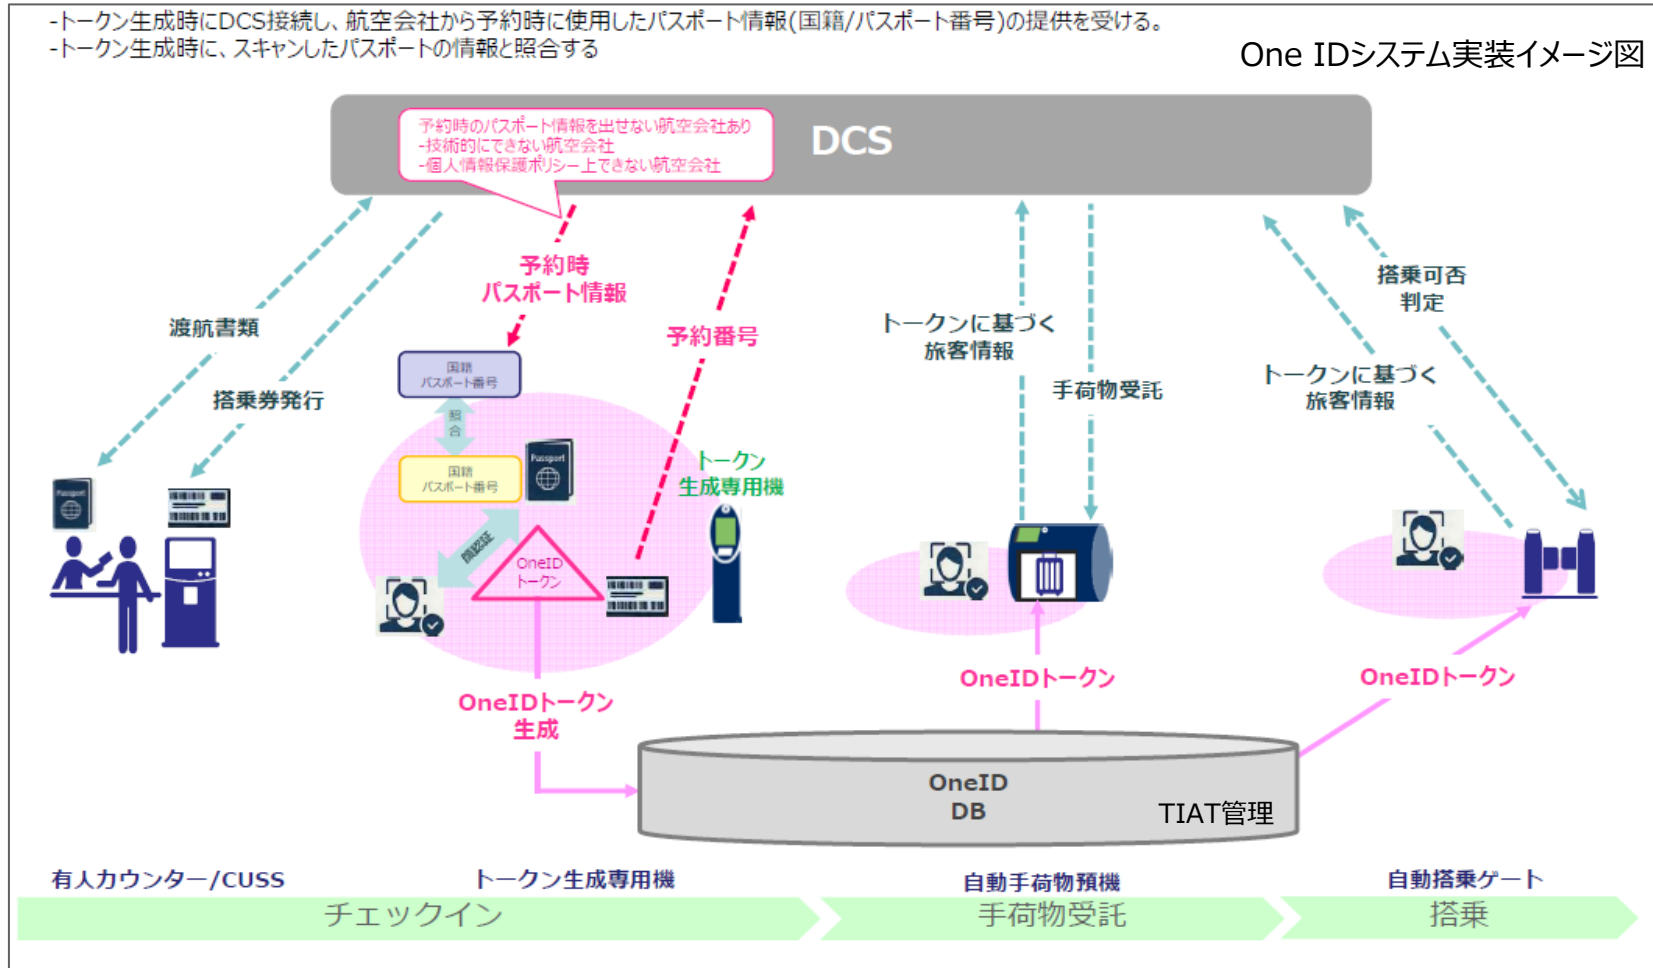 -トークン生成時にDCS接続し、航空会社から予約時に使用したパスポート情報(国籍/パスポート番号)の提供を受ける。
-トークン生成時に、スキャンしたパスポートの情報と照合する
One IDシステム実装イメージ図
予約時のパスポート情報を出せない航空会社あり
-技術的にできない航空会社
-個人情報保護ポリシー上できない航空会社
DCS
渡航書類
搭乗券発行
予約時
パスポート情報
予約番号
トークンに基づく
旅客情報
手荷物受託
搭乗可否
判定
トークンに基づく
旅客情報
国籍
パスポート番号
照
合
国籍
パスポート番号
Passport
Passport
顔認証
OneID
トークン
トークン
生成専用機
OneIDトークン
生成
OneIDトークン
OneIDトークン
OneID
DB
TIAT管理
有人カウンター/CUSS
トークン生成専用機
自動手荷物預機
自動搭乗ゲート
チェックイン
手荷物受託
搭乗